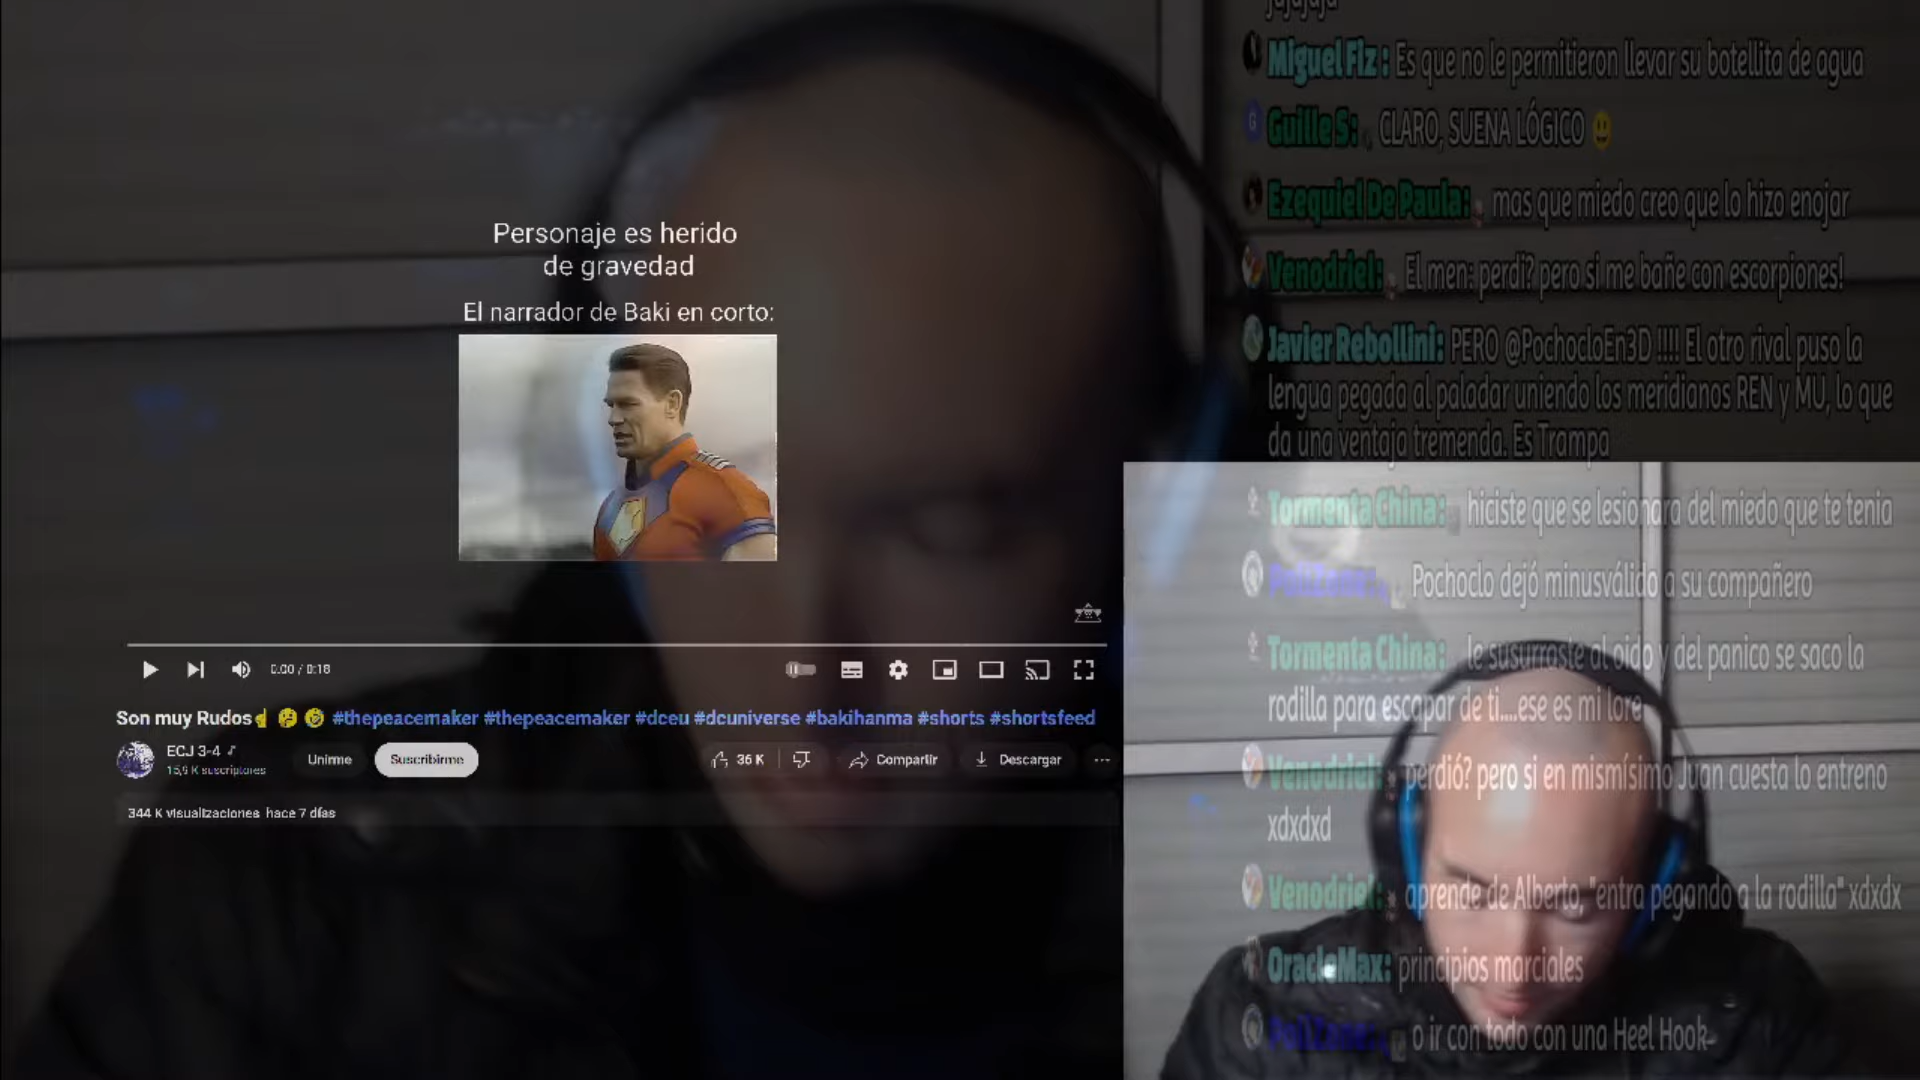 Personaje es herido
de gravedad
El narrador de Baki en corto:
0:00 / 0:18
Son muy Rudos☝️ 🤔 🥴 #thepeacemaker #thepeacemaker #dceu #dcuniverse #bakihanma #shorts #shortsfeed
ECJ 3-4 ♪
Unirme
Suscribirme
36 K
Compartir
Descargar
...
344 K visualizaciones hace 7 días
jajajaja
Miguel Fiz: Es que no le permitieron llevar su botellita de agua
G
Guille S: CLARO, SUENA LÓGICO 😃
Ezequiel De Paula: mas que miedo creo que lo hizo enojar
Venodriel: El men: perdi? pero si me bañe con escorpiones!
Javier Rebollini: PERO @PochocloEn3D !!!! El otro rival puso la
lengua pegada al paladar uniendo los meridianos REN y MU, lo que
da una ventaja tremenda. Es Trampa
Tormenta China: hiciste que se lesionara del miedo que te tenia
PoliZone: Pochoclo dejó minusválido a su compañero
Tormenta China: le susurraste al oido y del panico se saco la
rodilla para escapar de ti....ese es mi lore
Venodriel: perdió? pero si en mismísimo Juan cuesta lo entreno
xdxdxd
Venodriel: aprende de Alberto, "entra pegando a la rodilla" xdxdx
OracleMax: principios marciales
PoliZone: o ir con todo con una Heel Hook-